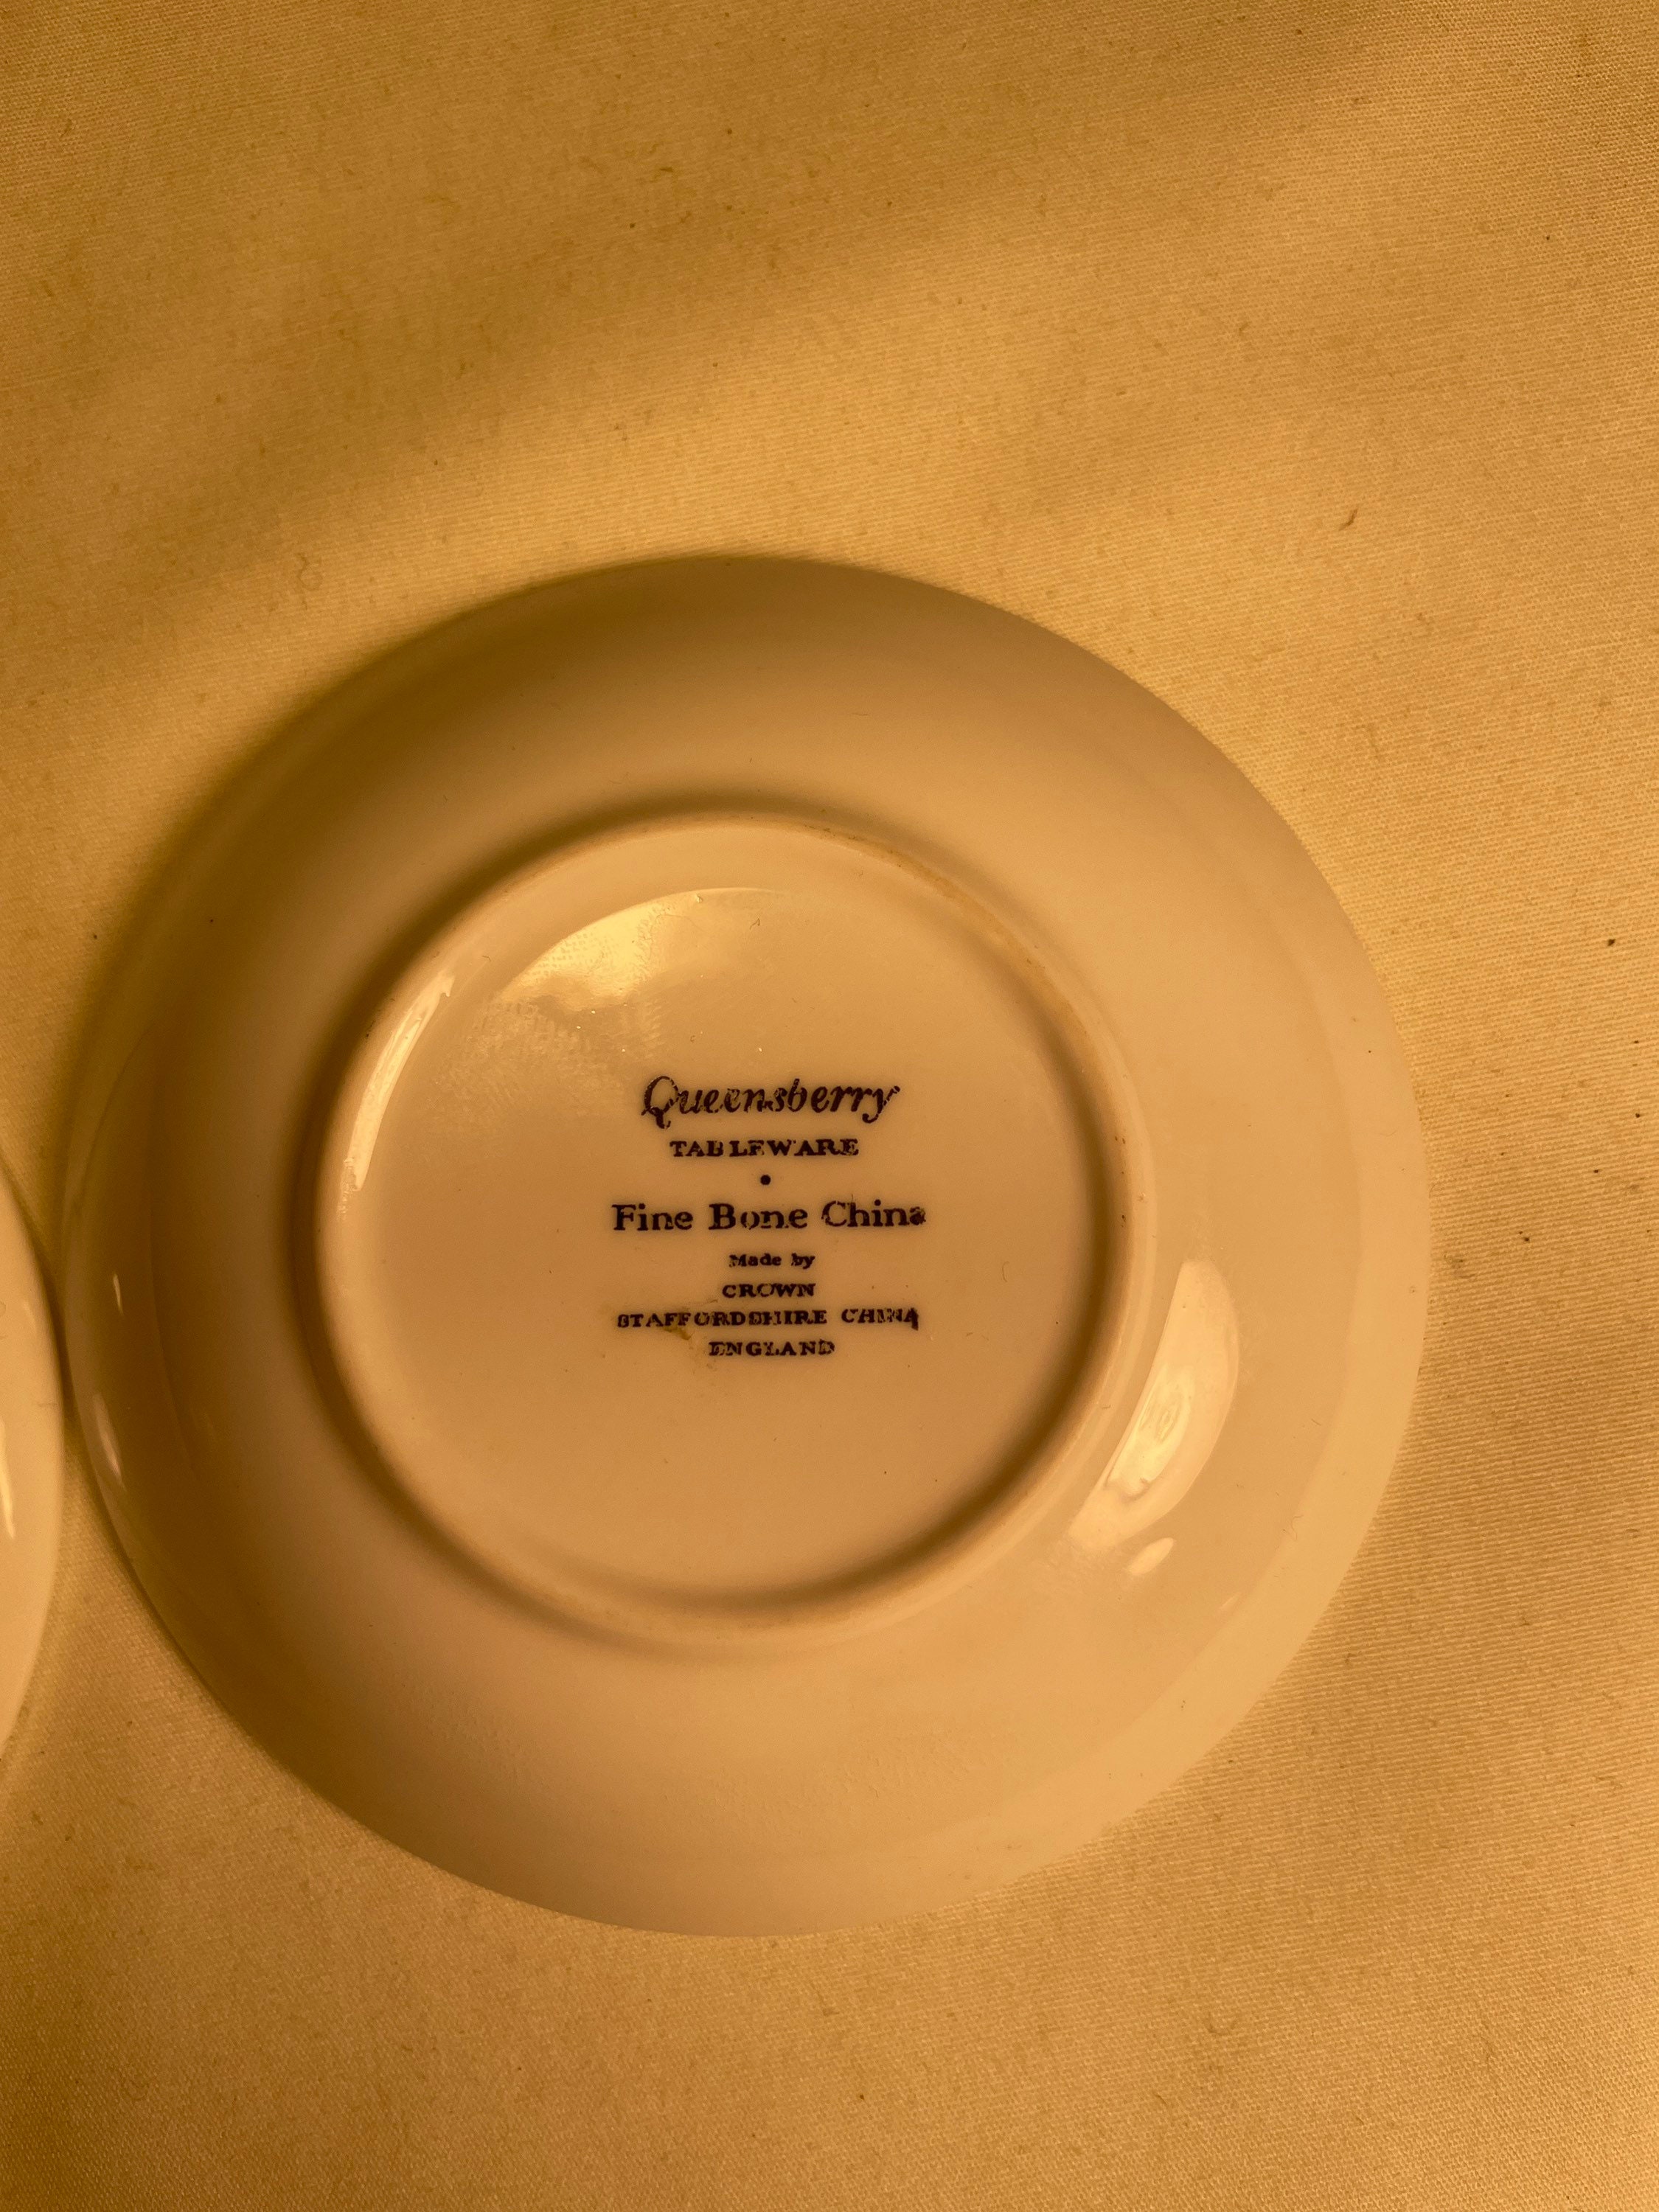 Queensberry
TABLEWARE
•
Fine Bone China
Made by
CROWN
STAFFORDSHIRE CHINA
ENGLAND